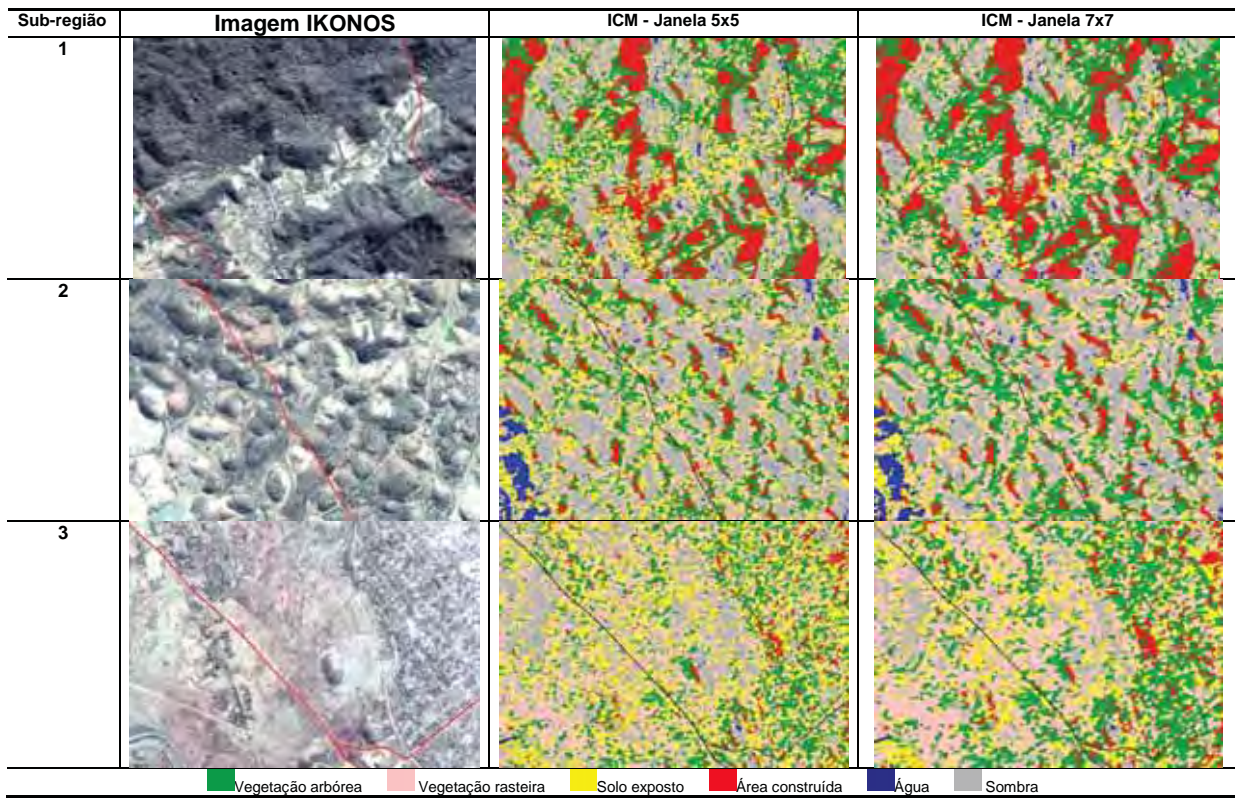 Sub-região Imagem IKONOS ICM - Janela 5x5 ICM - Janela 7x7
1
2
3
Vegetação arbórea Vegetação rasteira Solo exposto Área construída Água Sombra